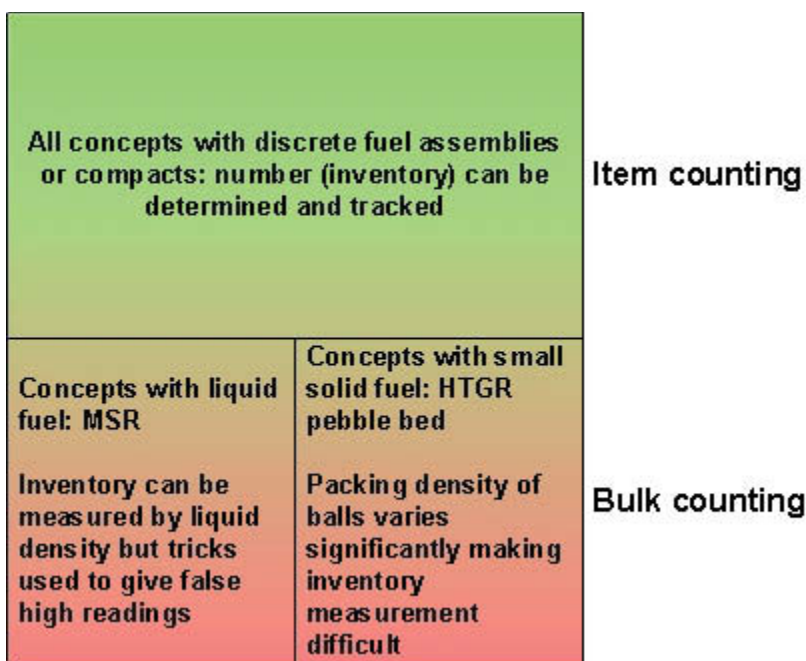 All concepts with discrete fuel assemblies
or compacts: number (inventory) can be
determined and tracked
Item counting
Concepts with liquid
fuel: MSR
Inventory can be
measured by liquid
density but tricks
used to give false
high readings
Concepts with small
solid fuel: HTGR
pebble bed
Packing density of
balls varies
significantly making
inventory
measurement
difficult
Bulk counting